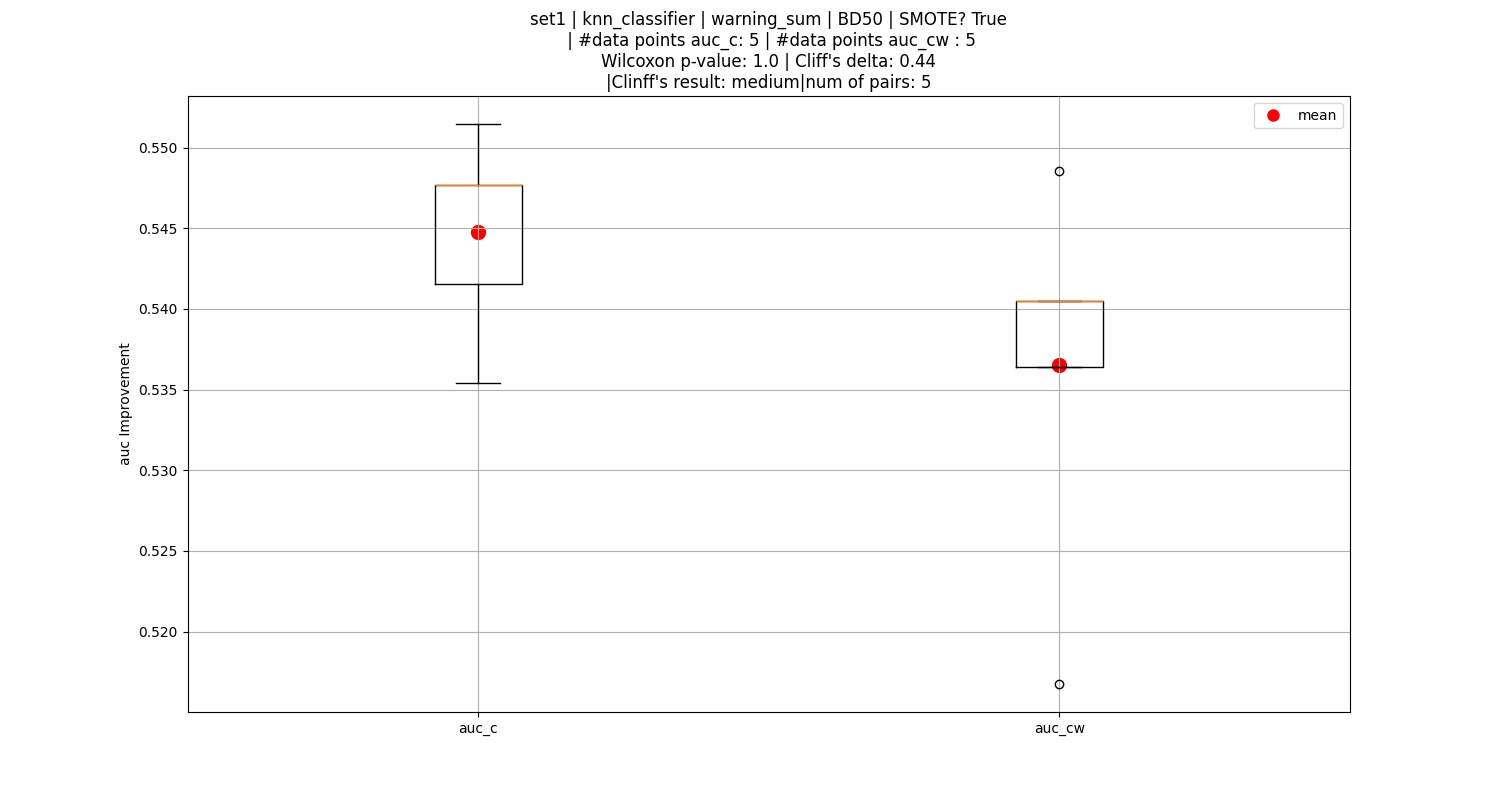 set1 | knn_classifier | warning_sum | BD50 | SMOTE? True
| #data points auc_c: 5 | #data points auc_cw : 5
Wilcoxon p-value: 1.0 | Cliff's delta: 0.44
|Clinff's result: medium|num of pairs: 5
mean
0.550
0.545
0.540
0.535
0.530
0.525
0.520
auc Improvement
auc_c
auc_cw